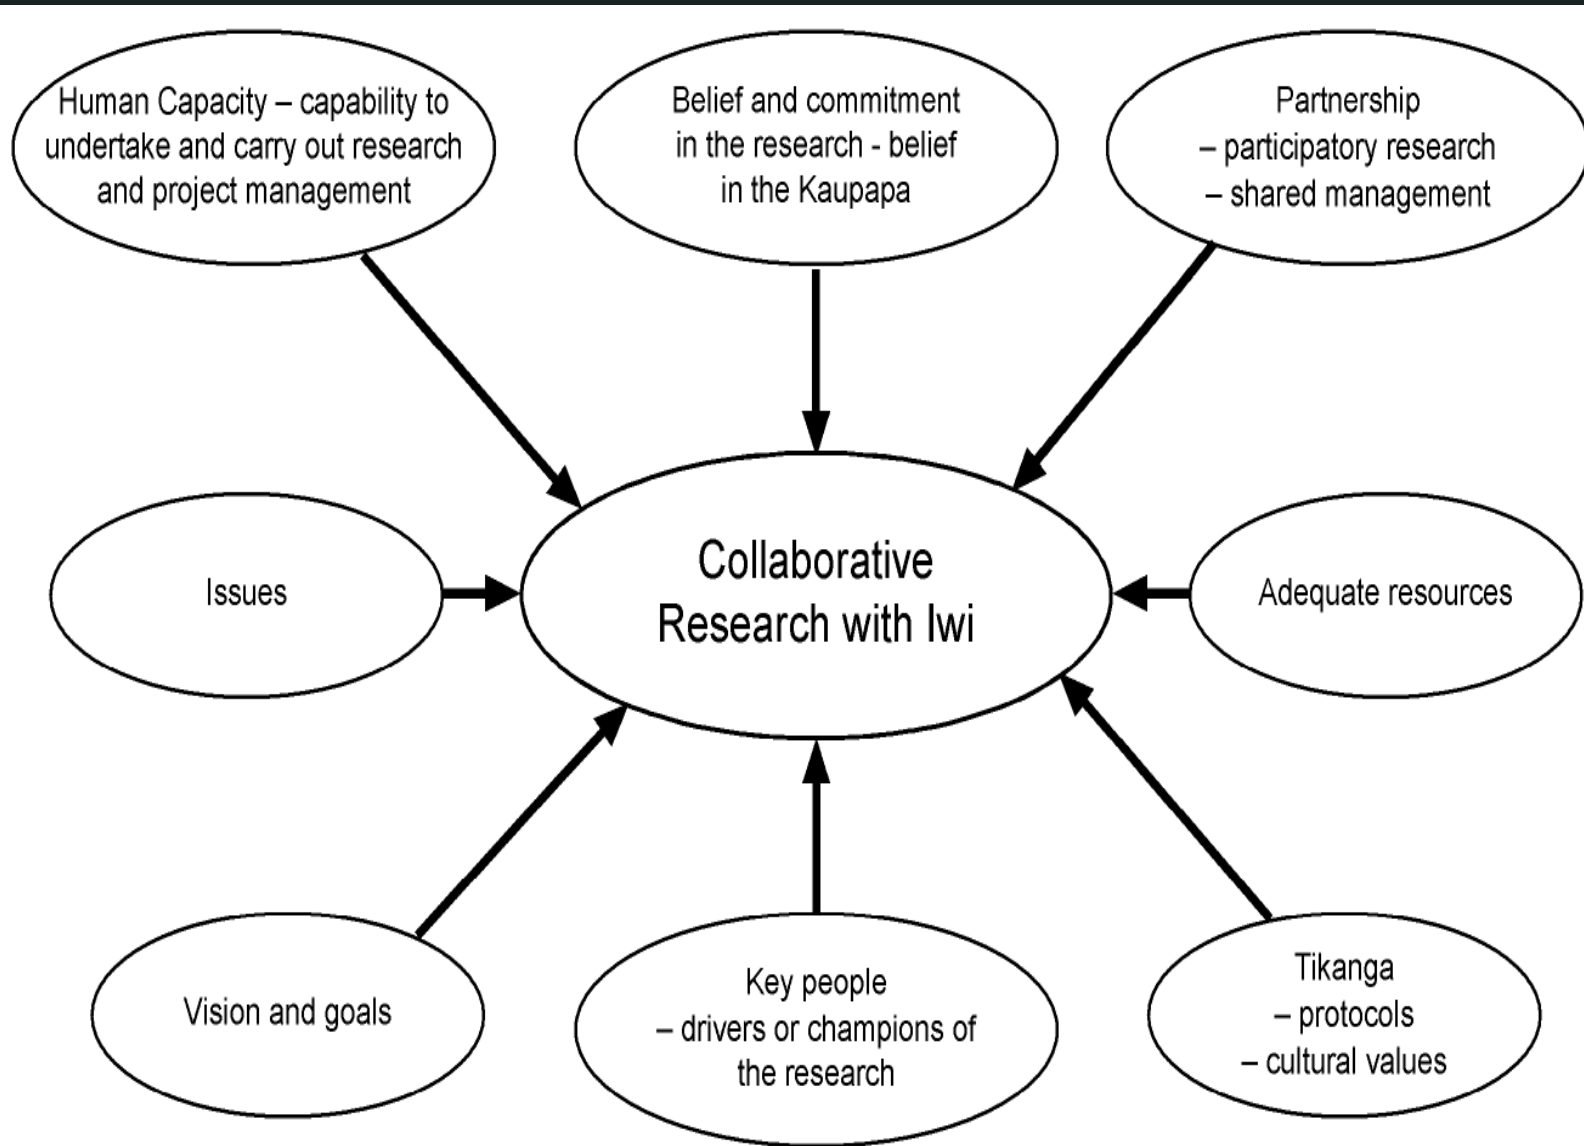 Human Capacity – capability to
undertake and carry out research
and project management
Belief and commitment
in the research - belief
in the Kaupapa
Partnership
– participatory research
– shared management
Issues
Collaborative
Research with Iwi
Adequate resources
Vision and goals
Key people
– drivers or champions of
the research
Tikanga
– protocols
– cultural values